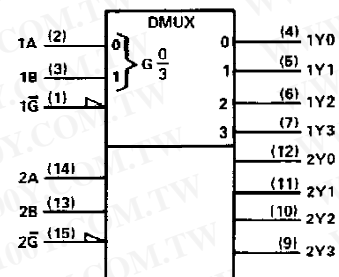 DMUX
1A (2) 0 } G 0/3 0 (4) 1Y0
1B (3) 1 1 (5) 1Y1
1G̅ (1) 2 (6) 1Y2
3 (7) 1Y3
(12) 2Y0
2A (14) (11) 2Y1
2B (13) (10) 2Y2
2G̅ (15) (9) 2Y3